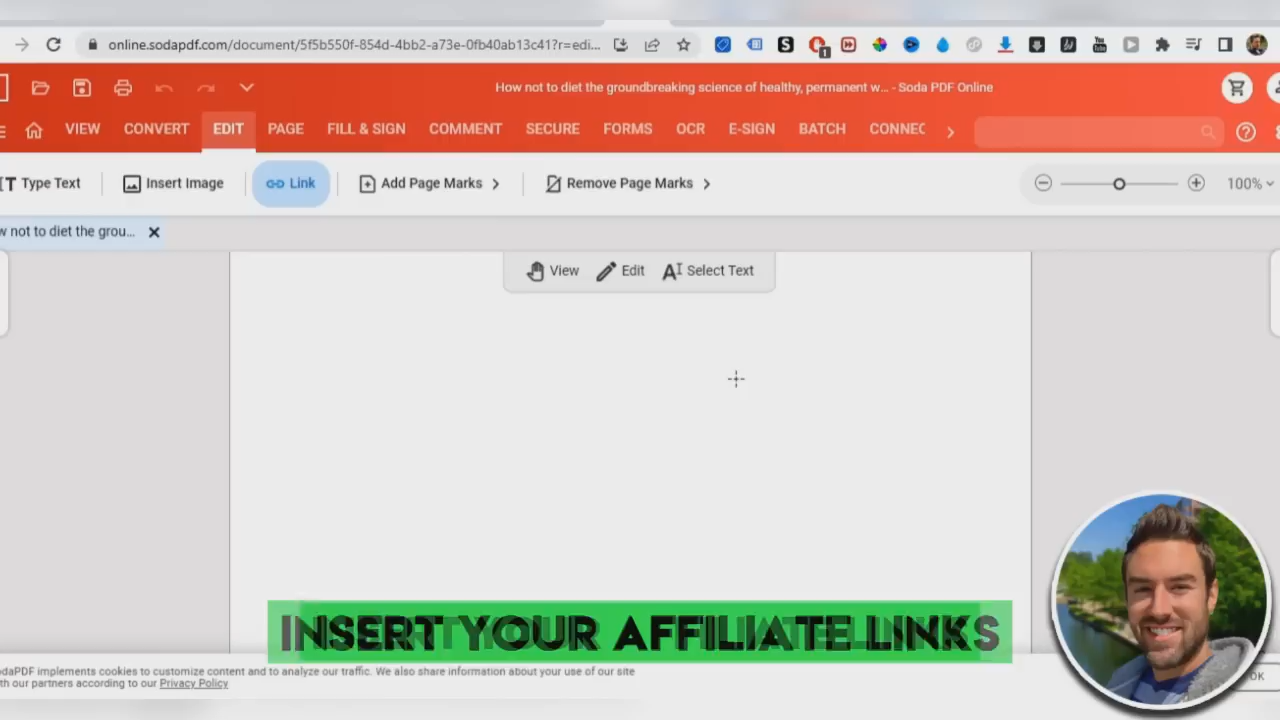 online.sodapdf.com/document/5f5b550f-854d-4bb2-a73e-0fb40ab13c41?r=edi...
How not to diet the groundbreaking science of healthy, permanent w... - Soda PDF Online
VIEW CONVERT EDIT PAGE FILL & SIGN COMMENT SECURE FORMS OCR E-SIGN BATCH CONNEC
Type Text Insert Image Link Add Page Marks Remove Page Marks 100%
w not to diet the grou...
View Edit Select Text
INSERT YOUR AFFILIATE LINKS
odaPDF implements cookies to customize content and to analyze our traffic. We also share information about your use of our site
th our partners according to our Privacy Policy
OK